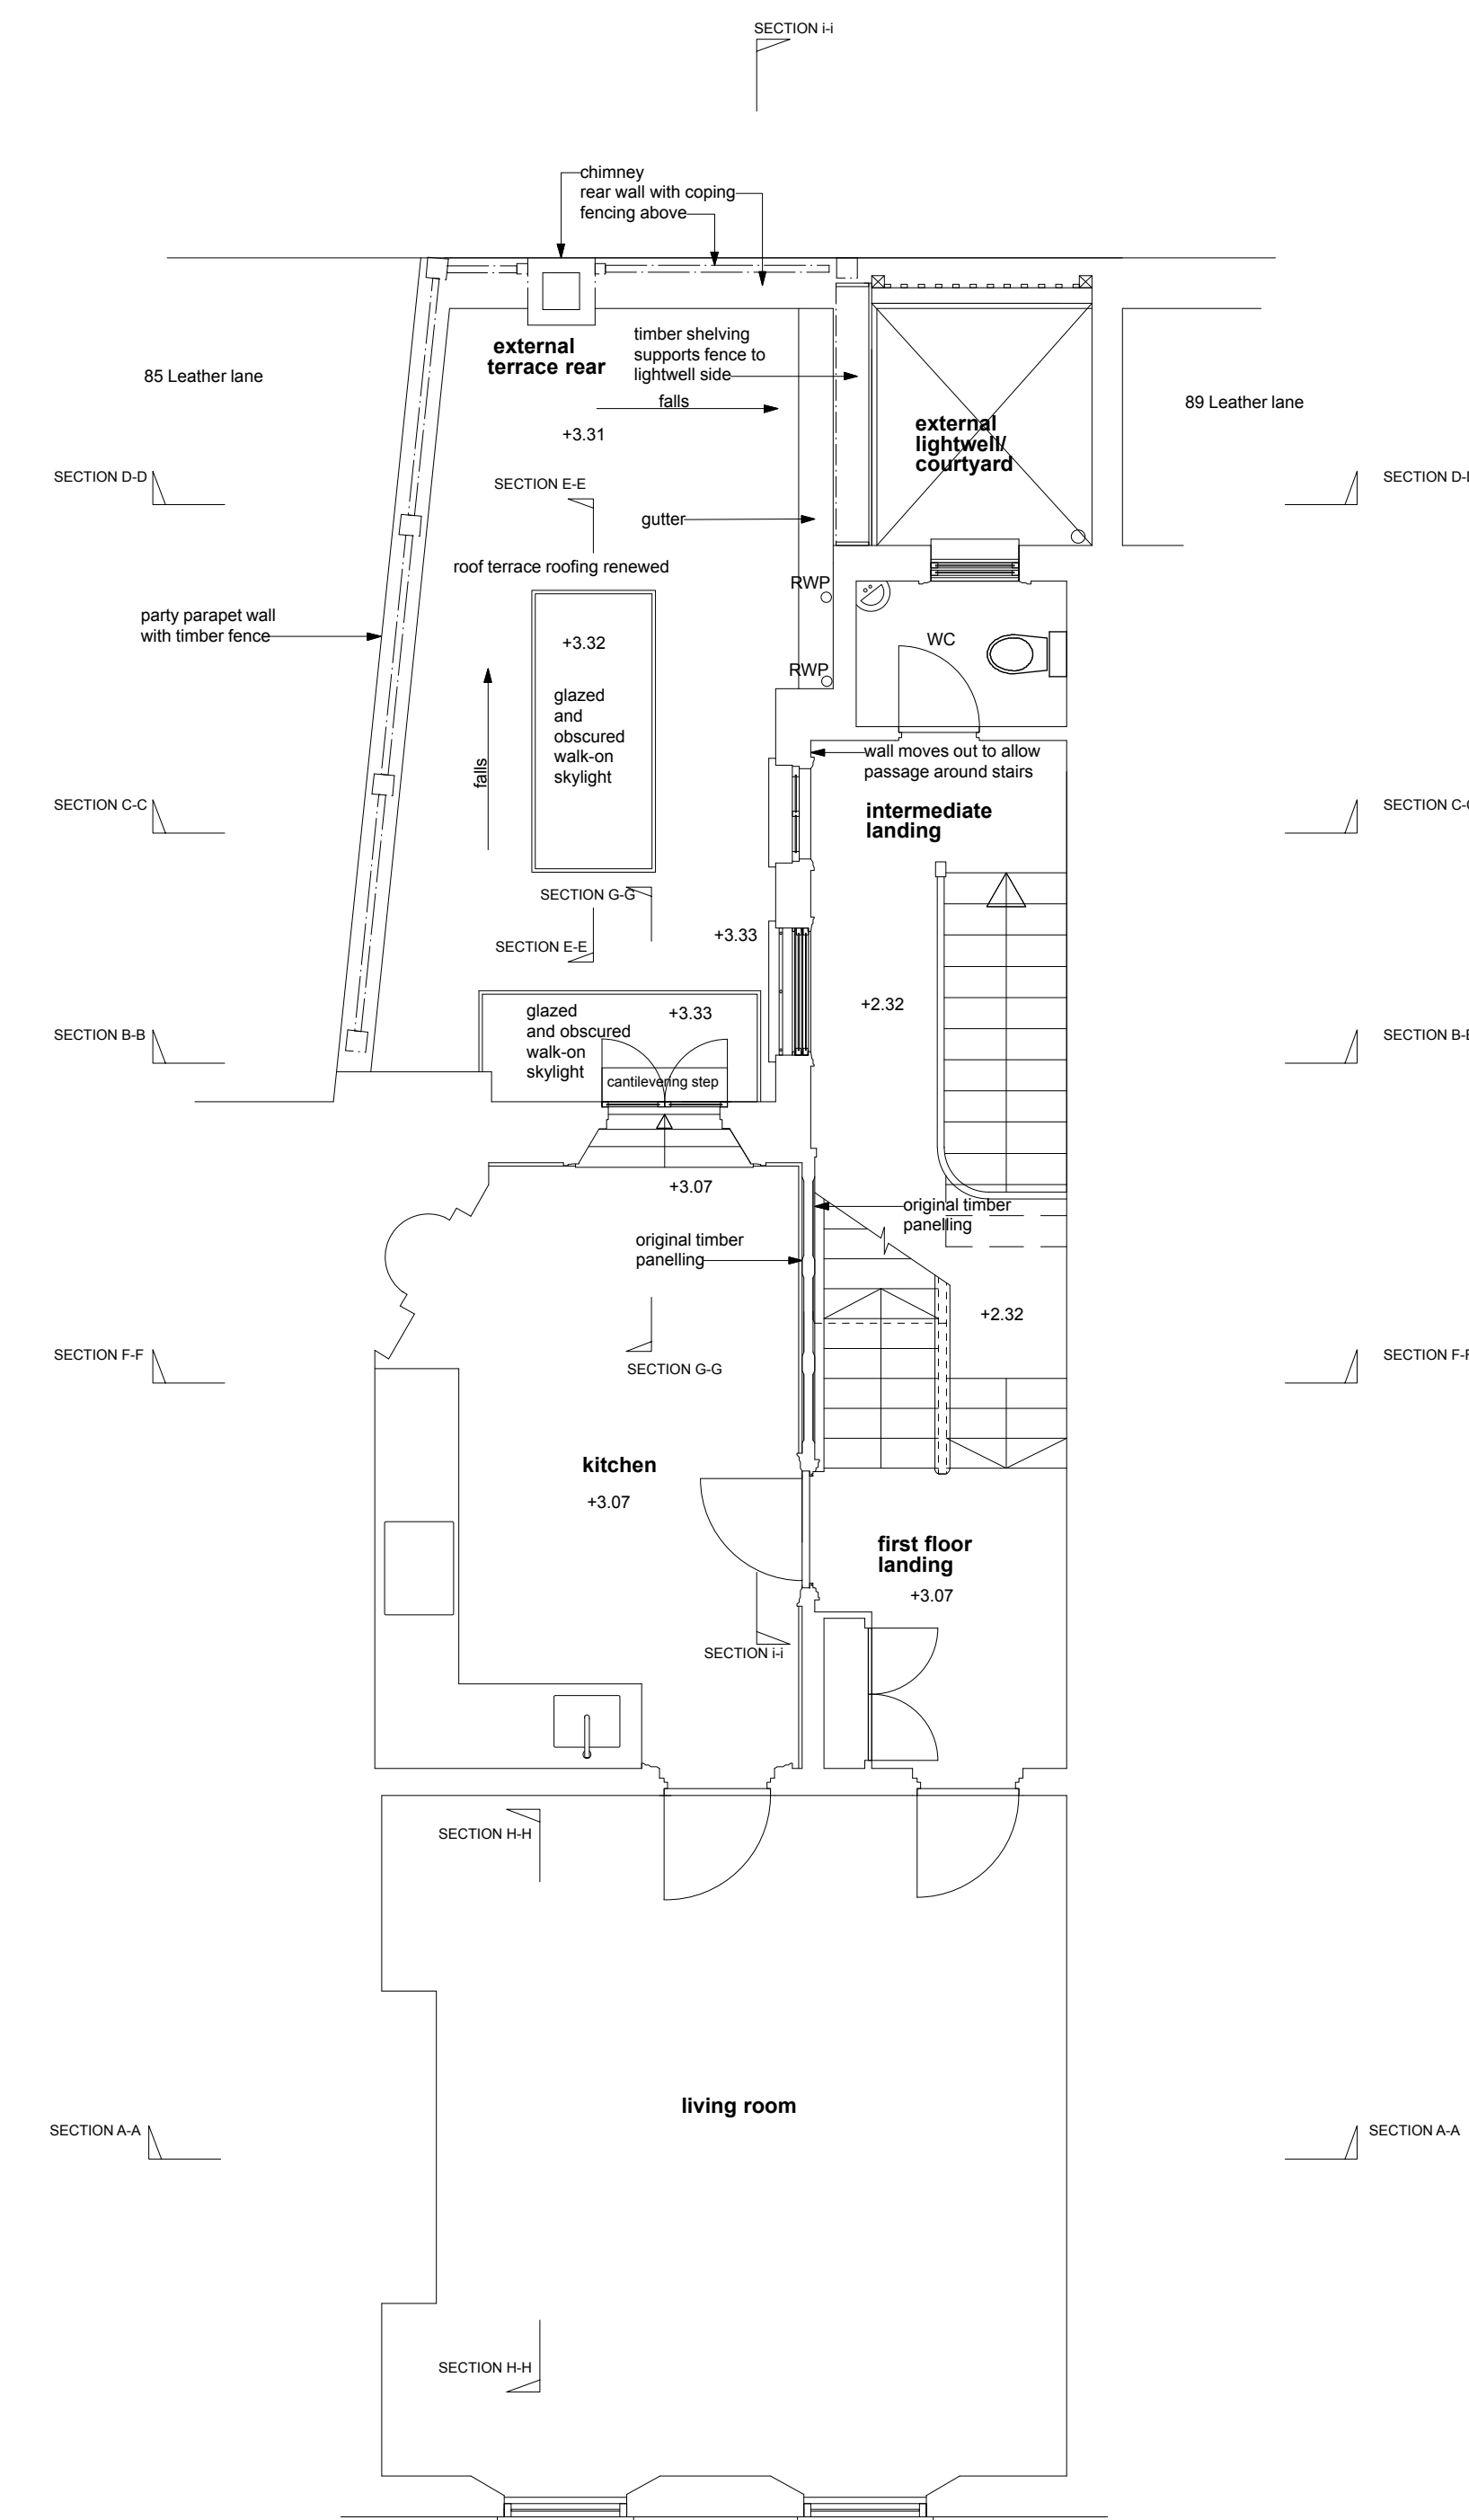 SECTION i-i
chimney
rear wall with coping
fencing above
external
terrace rear
timber shelving
supports fence to
lightwell side
falls
85 Leather lane
89 Leather lane
external
lightwell/
courtyard
+3.31
SECTION D-D
SECTION E-E
SECTION D-D
gutter
roof terrace roofing renewed
RWP
party parapet wall
with timber fence
+3.32
WC
RWP
glazed
and
obscured
walk-on
skylight
falls
wall moves out to allow
passage around stairs
SECTION C-C
intermediate
landing
SECTION C-C
SECTION G-G
+3.33
SECTION E-E
+2.32
glazed
and obscured
walk-on
skylight
+3.33
SECTION B-B
SECTION B-B
cantilevering step
+3.07
original timber
panelling
original timber
panelling
+2.32
SECTION F-F
SECTION G-G
SECTION F-F
kitchen
+3.07
first floor
landing
+3.07
SECTION i-i
SECTION H-H
living room
SECTION A-A
SECTION A-A
SECTION H-H